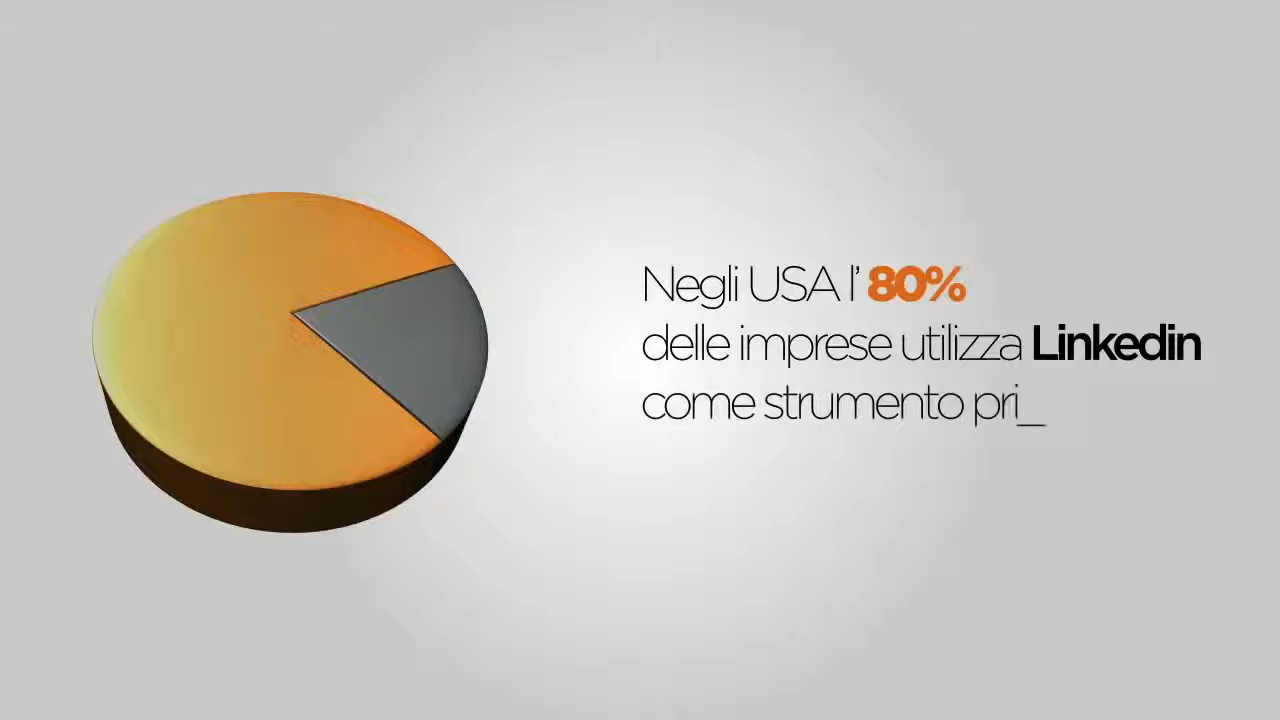 Negli USA l' 80%
delle imprese utilizza Linkedin
come strumento pri_